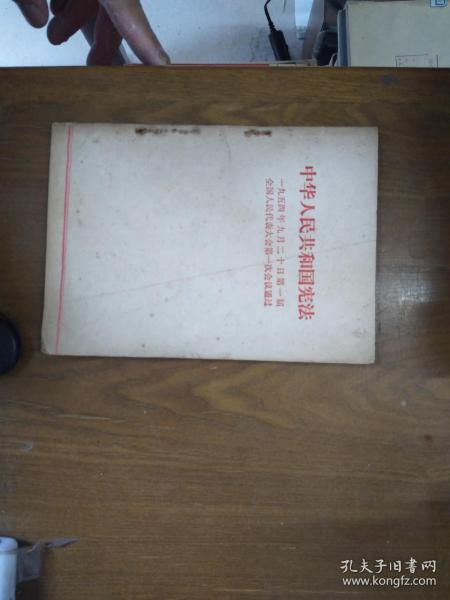 中华人民共和国宪法
一九五四年九月二十日第一届
全国人民代表大会第一次会议通过
孔夫子旧书网
www.kongfz.com